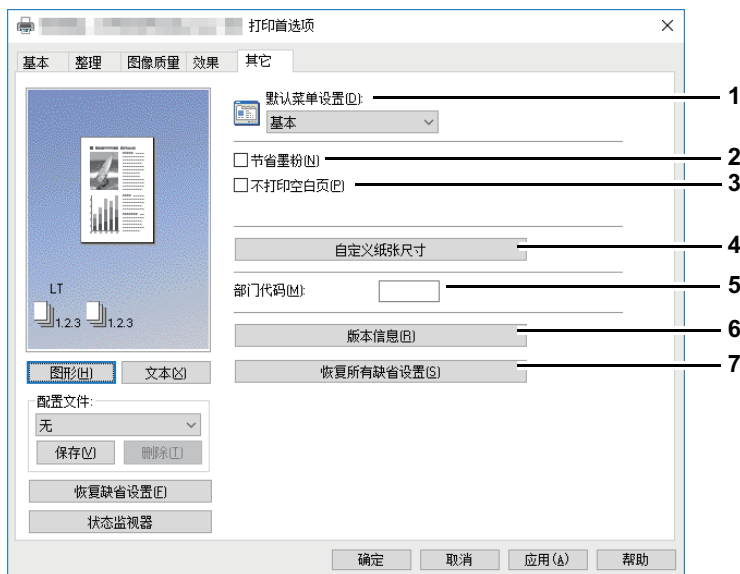 打印首选项
基本 整理 图像质量 效果 其它
默认菜单设置(D): 1
基本
节省墨粉(N) 2
不打印空白页(P) 3
自定义纸张尺寸 4
部门代码(M): 5
版本信息(R) 6
恢复所有缺省设置(S) 7
LT
1.2.3 1.2.3
图形(H) 文本(X)
配置文件:
无
保存(V) 删除(T)
恢复缺省设置(F)
状态监视器
确定 取消 应用(A) 帮助